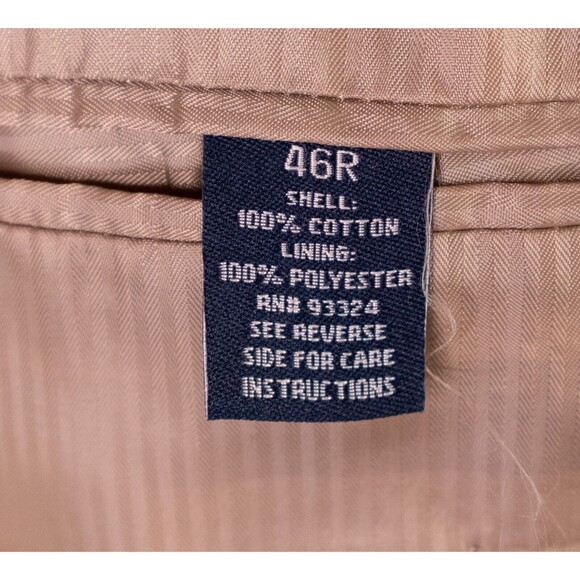 46R
SHELL:
100% COTTON
LINING:
100% POLYESTER
RN# 93324
SEE REVERSE
SIDE FOR CARE
INSTRUCTIONS